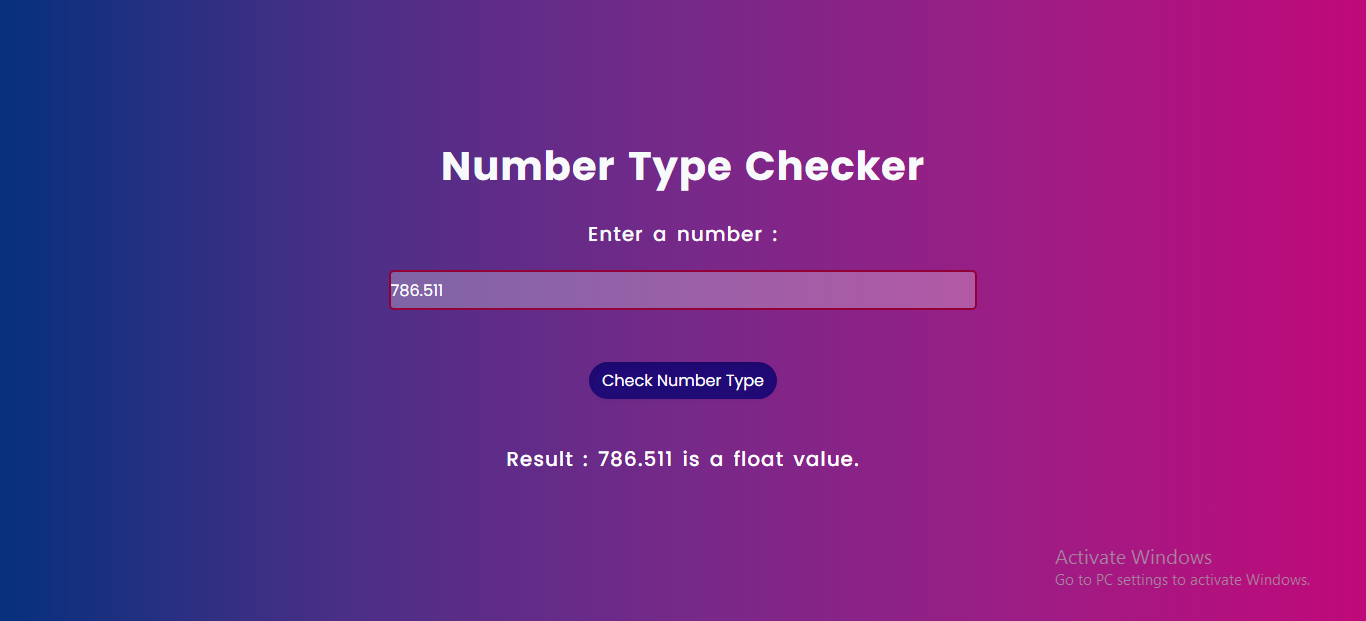 Number Type Checker
Enter a number :
786.511
Check Number Type
Result : 786.511 is a float value.
Activate Windows
Go to PC settings to activate Windows.